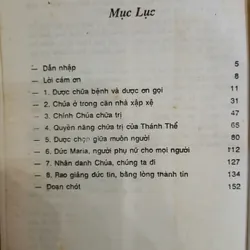 Mục Lục
– Dẫn nhập 5
– Lời cám ơn 8
– 1. Được chữa bệnh và được ơn gọi 11
– 2. Chúa ở trong căn nhà xập xệ 31
– 3. Chính Chúa chữa trị 47
– 4. Quyền năng chữa trị của Thánh Thể 65
– 5. Được chọn giữa muôn người 80
– 6. Đức Maria, người phụ nữ cho mọi người 112
– 7. Nhân danh Chúa, chúng ta đi 127
– 8. Rao giảng đức tin, bằng lòng thành tín 134
– Đoạn chót 152